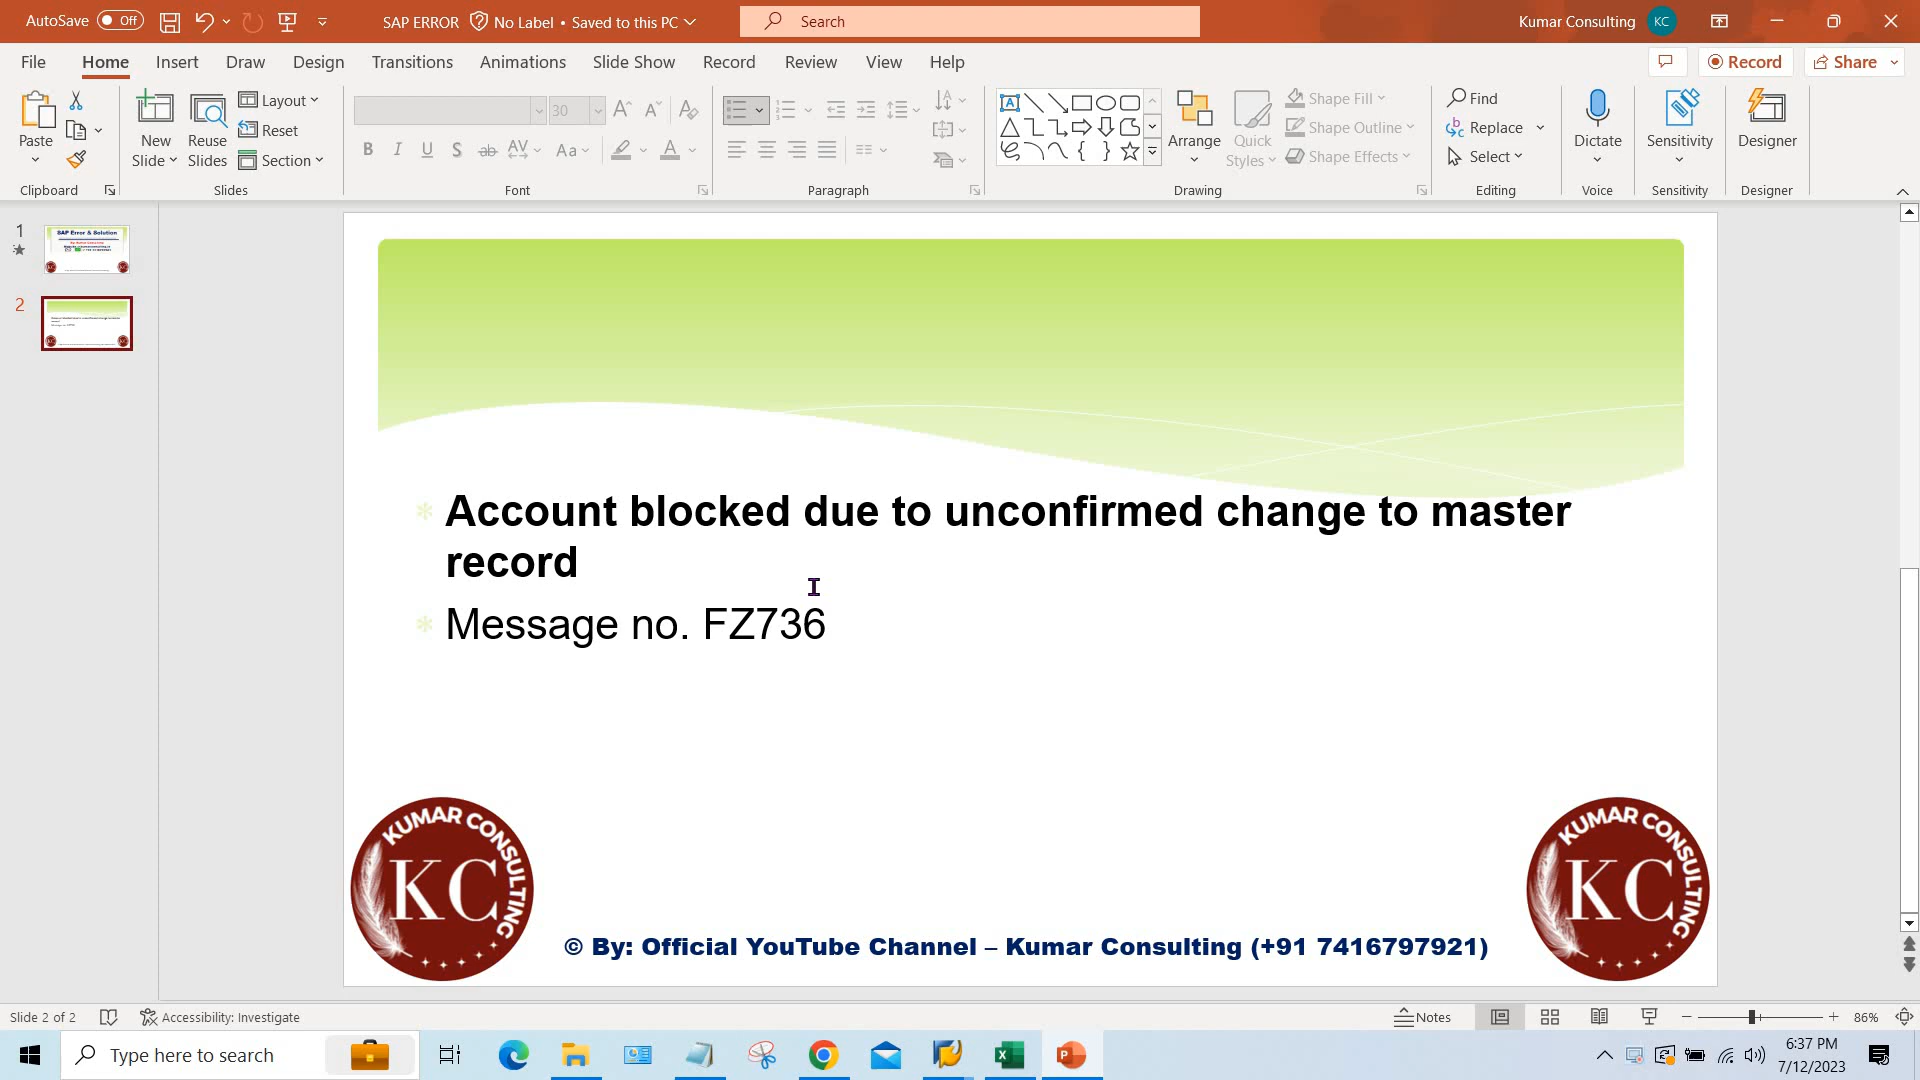 AutoSave Off SAP ERROR No Label • Saved to this PC Search Kumar Consulting KC
File Home Insert Draw Design Transitions Animations Slide Show Record Review View Help Record Share
Paste New Slide Reuse Slides Layout Reset Section 30 Arrange Quick Styles Shape Fill Shape Outline Shape Effects Find Replace Select Dictate Sensitivity Designer
Clipboard Slides Font Paragraph Drawing Editing Voice Sensitivity Designer
1
SAP Error & Solution
2
Account blocked due to unconfirmed change to master
record
Message no. FZ736
KUMAR CONSULTING
KC
KUMAR CONSULTING
KC
© By: Official YouTube Channel – Kumar Consulting (+91 7416797921)
Slide 2 of 2 Accessibility: Investigate Notes 86%
Type here to search
6:37 PM
7/12/2023